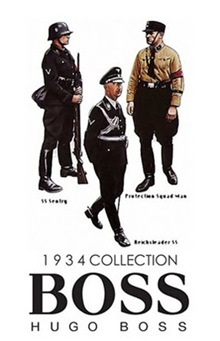 SS Sentry
Protection Squad Man
Reichsleader SS
1934 COLLECTION
BOSS
HUGO BOSS